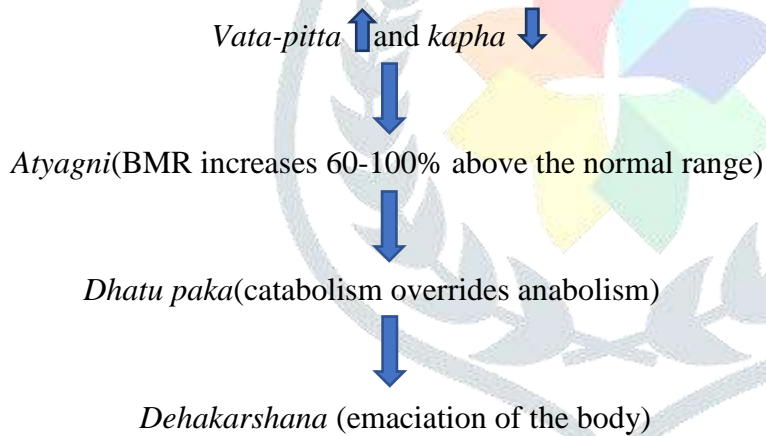 Vata-pitta and kapha
Atyagni(BMR increases 60-100% above the normal range)
Dhatu paka(catabolism overrides anabolism)
Dehakarshana (emaciation of the body)